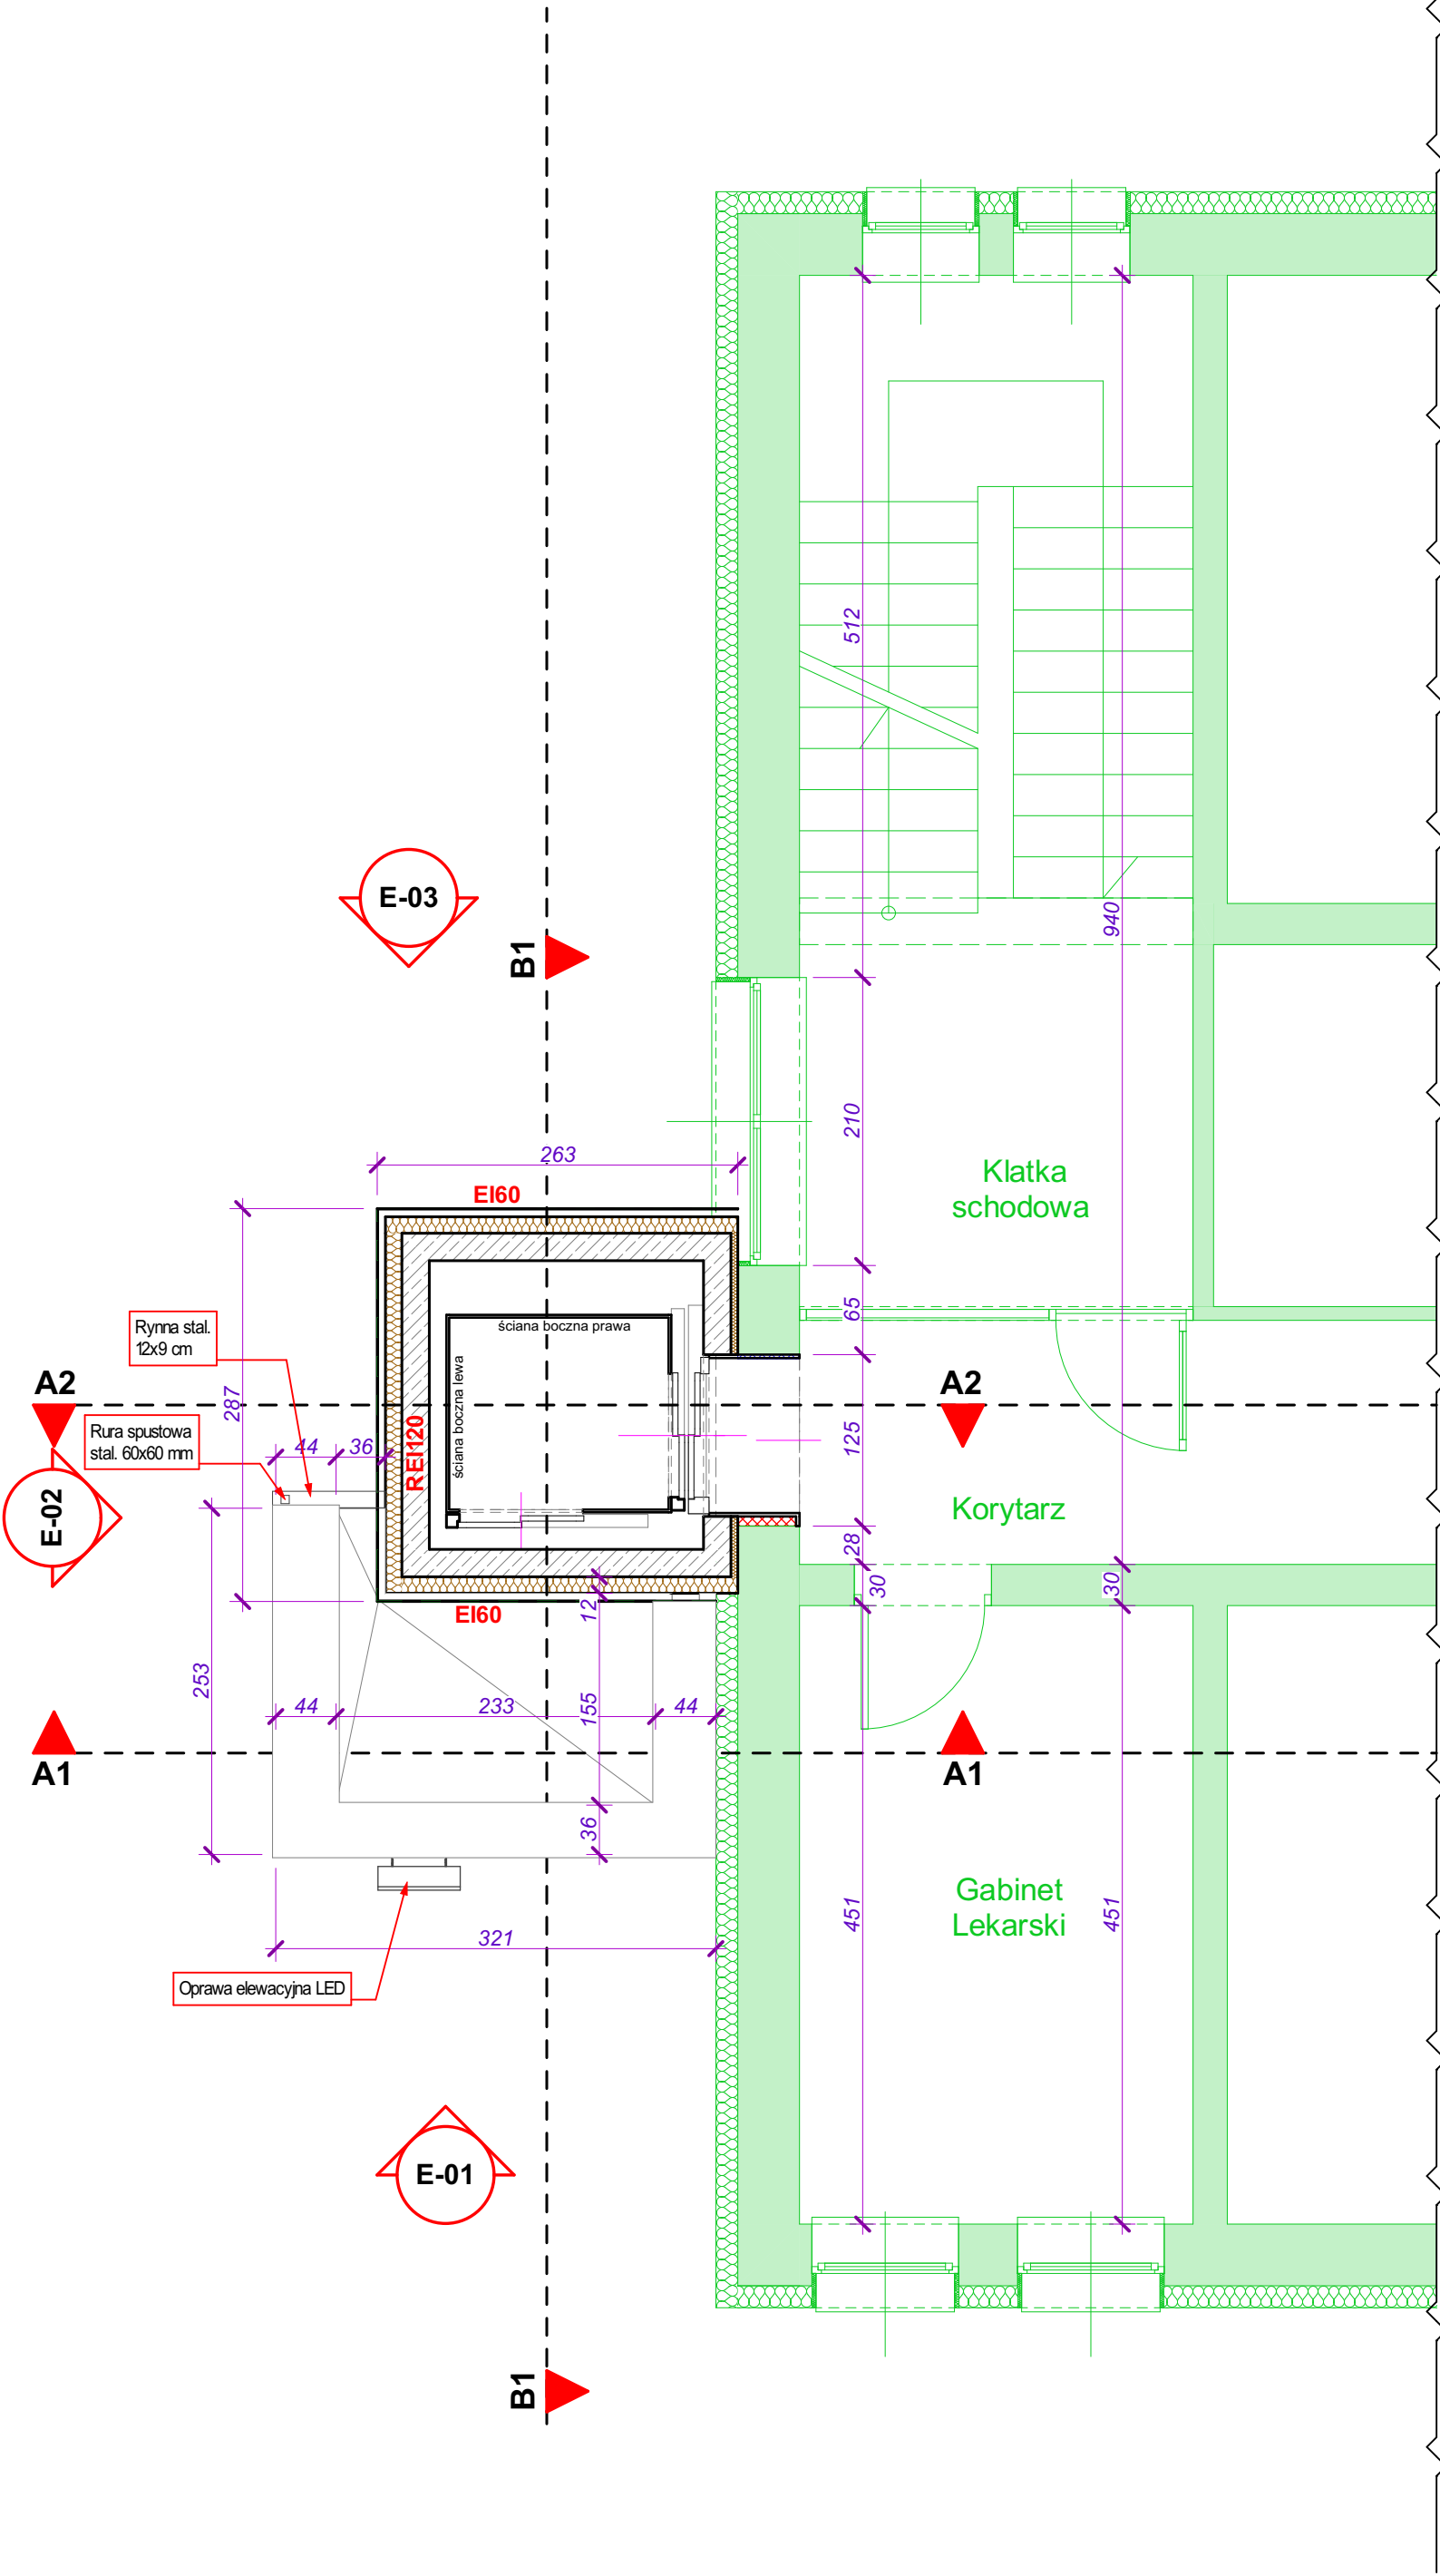 512
940
E-03
B1
210
Klatka
schodowa
263
EI60
65
ściana boczna prawa
Rynna stal.
12x9 cm
ściana boczna lewa
A2
A2
287
REI120
125
Rura spustowa
stal. 60x60 mm
44
36
E-02
Korytarz
28
30
30
12
EI60
253
44
233
155
44
A1
A1
36
Gabinet
Lekarski
451
451
321
Oprawa elewacyjna LED
E-01
B1